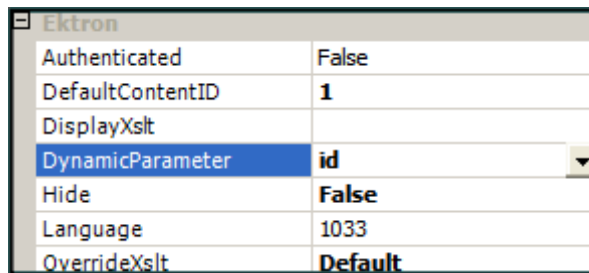 Ektron
Authenticated False
DefaultContentID 1
DisplayXslt
DynamicParameter id
Hide False
Language 1033
OverrideXslt Default